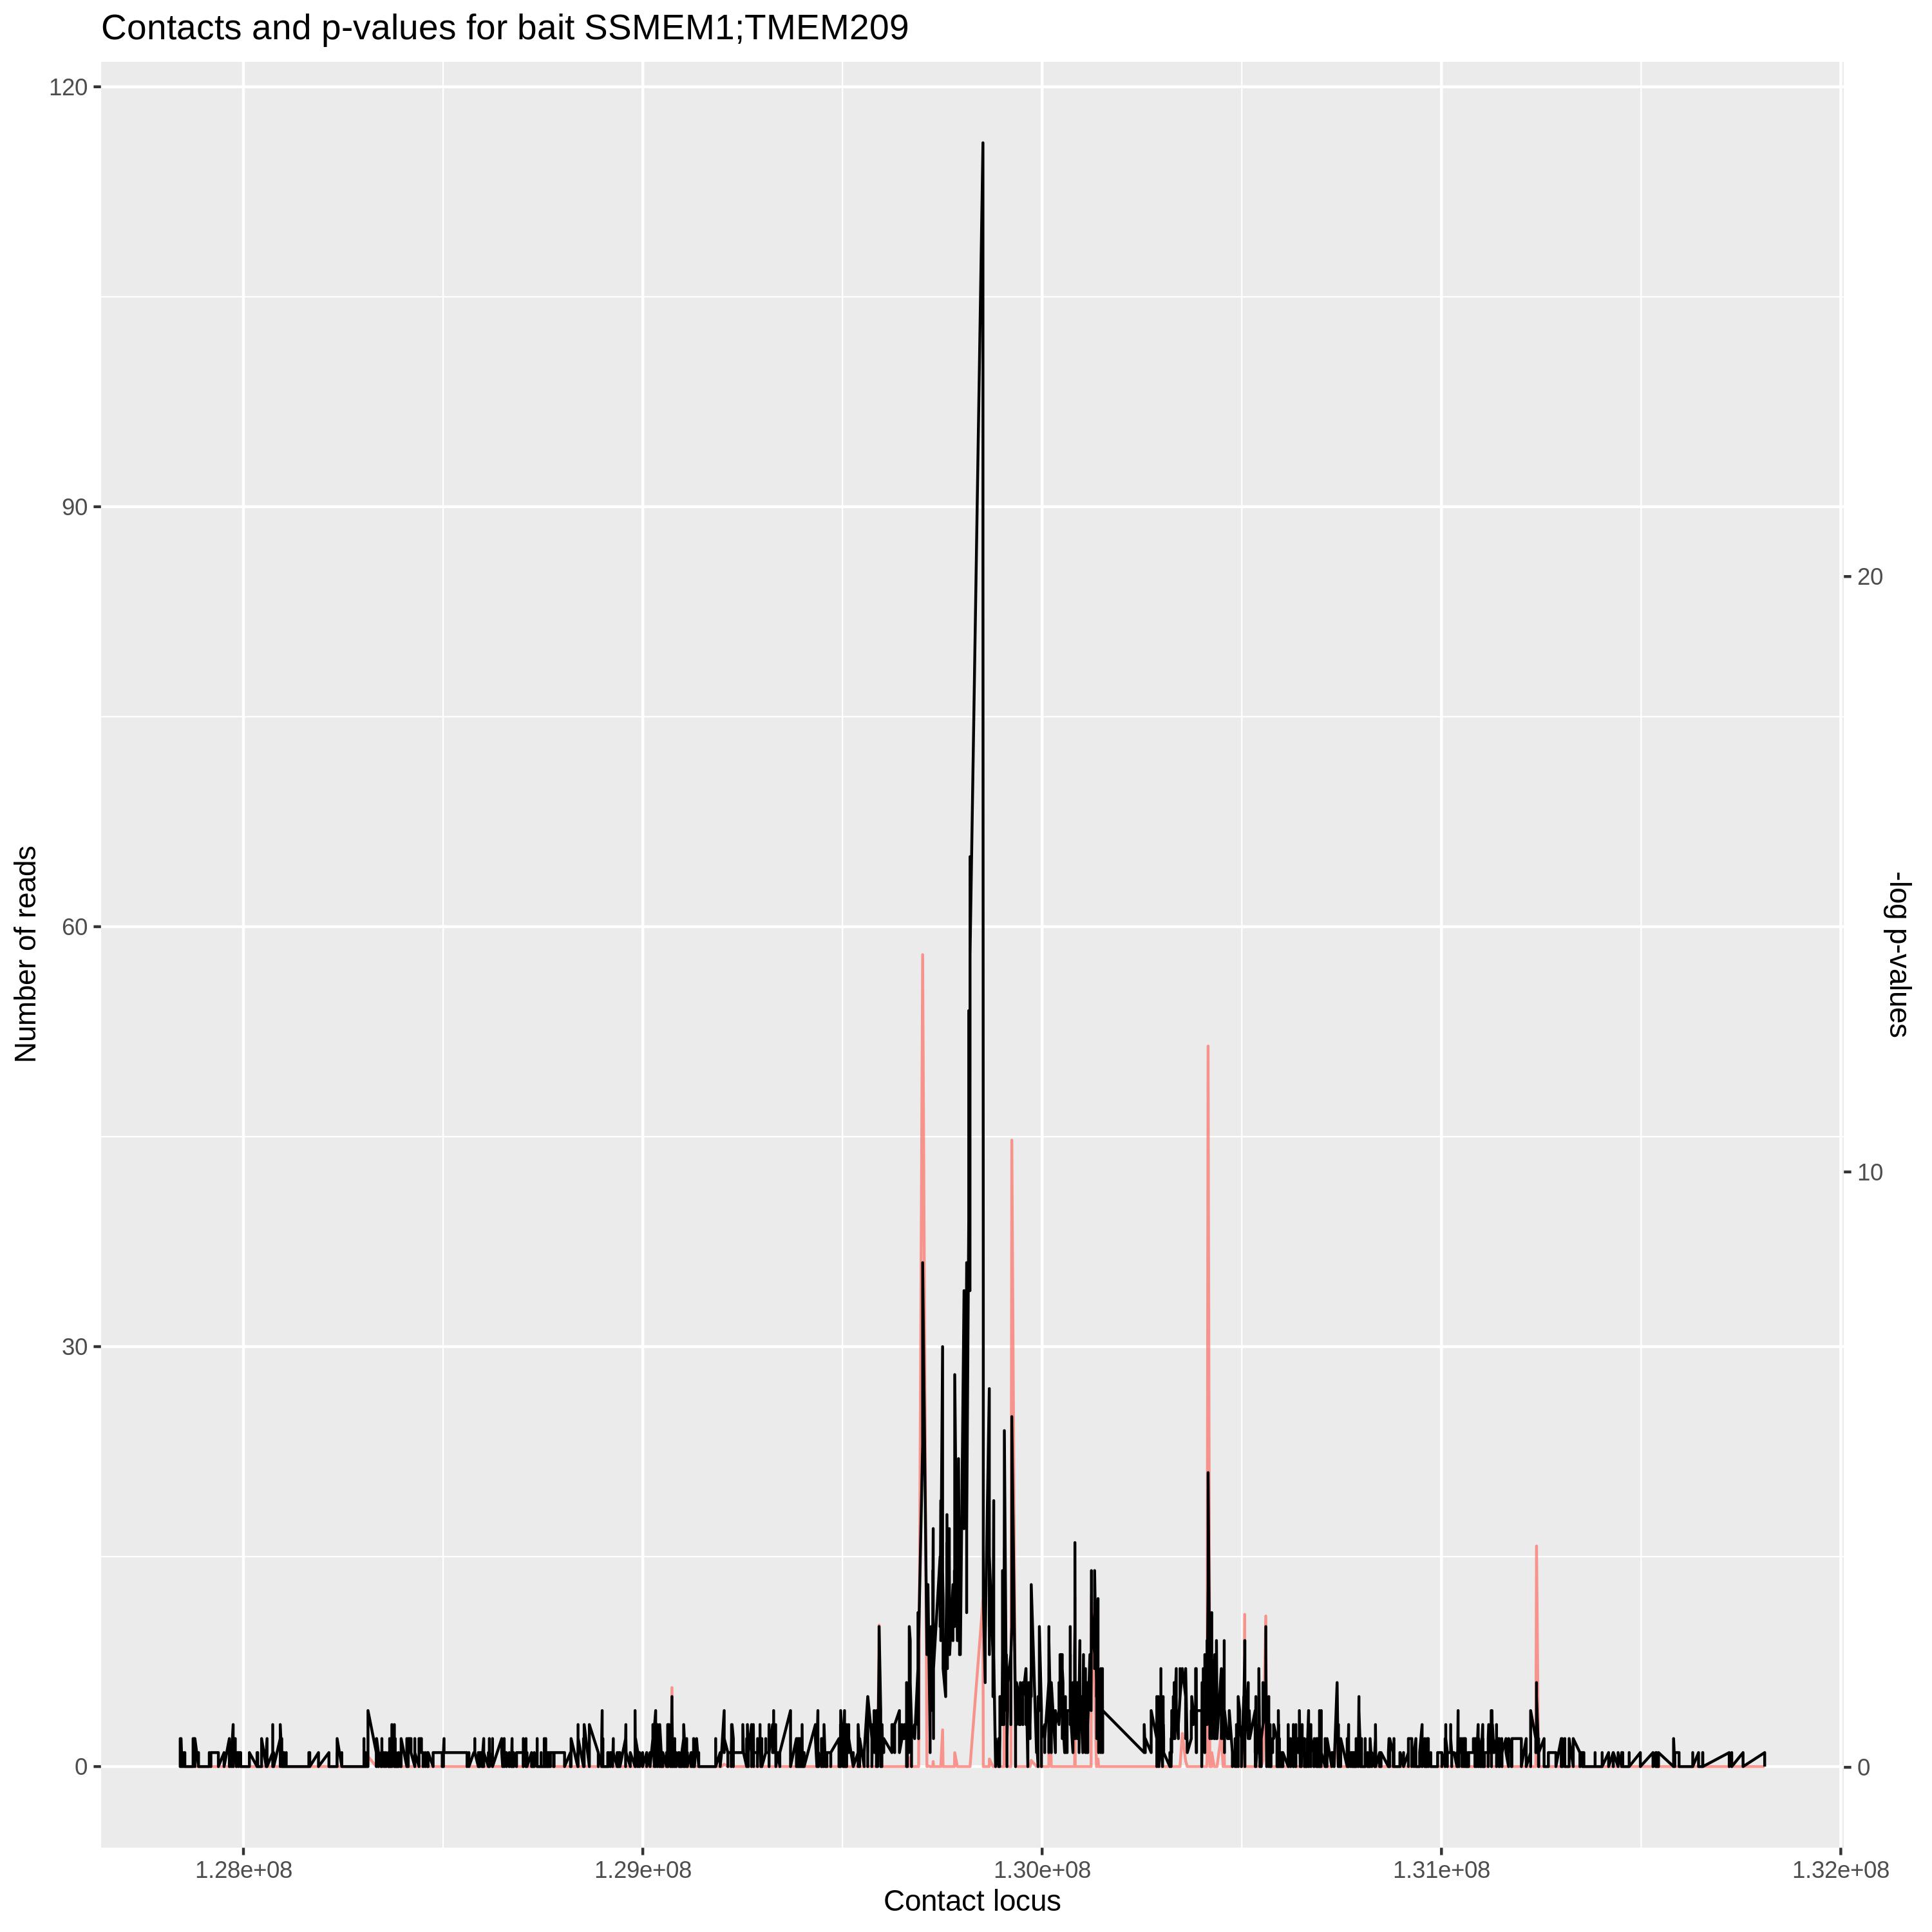 Contacts and p-values for bait SSMEM1;TMEM209
120
90
60
30
0
Number of reads
20
10
0
-log p-values
1.28e+08
1.29e+08
1.30e+08
1.31e+08
1.32e+08
Contact locus